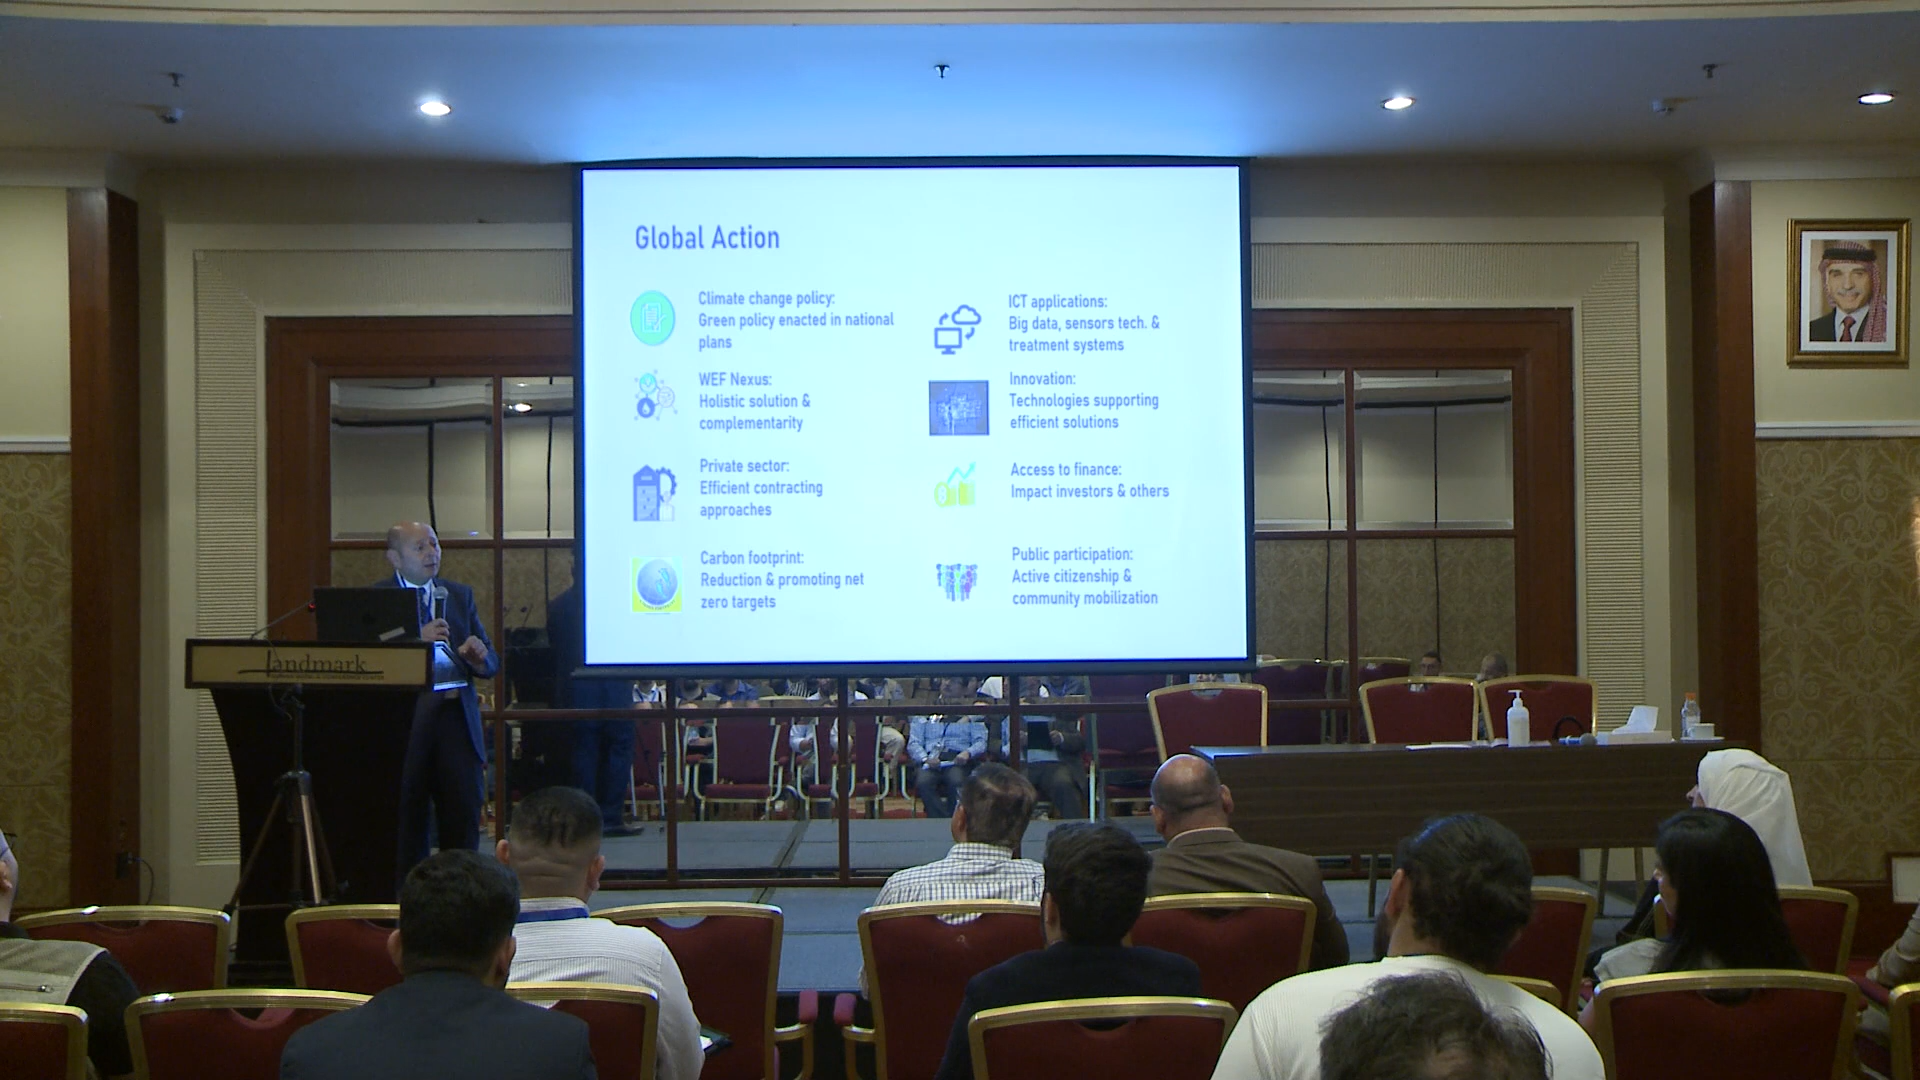 Global Action
Climate change policy:
Green policy enacted in national
plans
WEF Nexus:
Holistic solution &
complementarity
Private sector:
Efficient contracting
approaches
Carbon footprint:
Reduction & promoting net
zero targets
ICT applications:
Big data, sensors tech. &
treatment systems
Innovation:
Technologies supporting
efficient solutions
Access to finance:
Impact investors & others
Public participation:
Active citizenship &
community mobilization
landmark